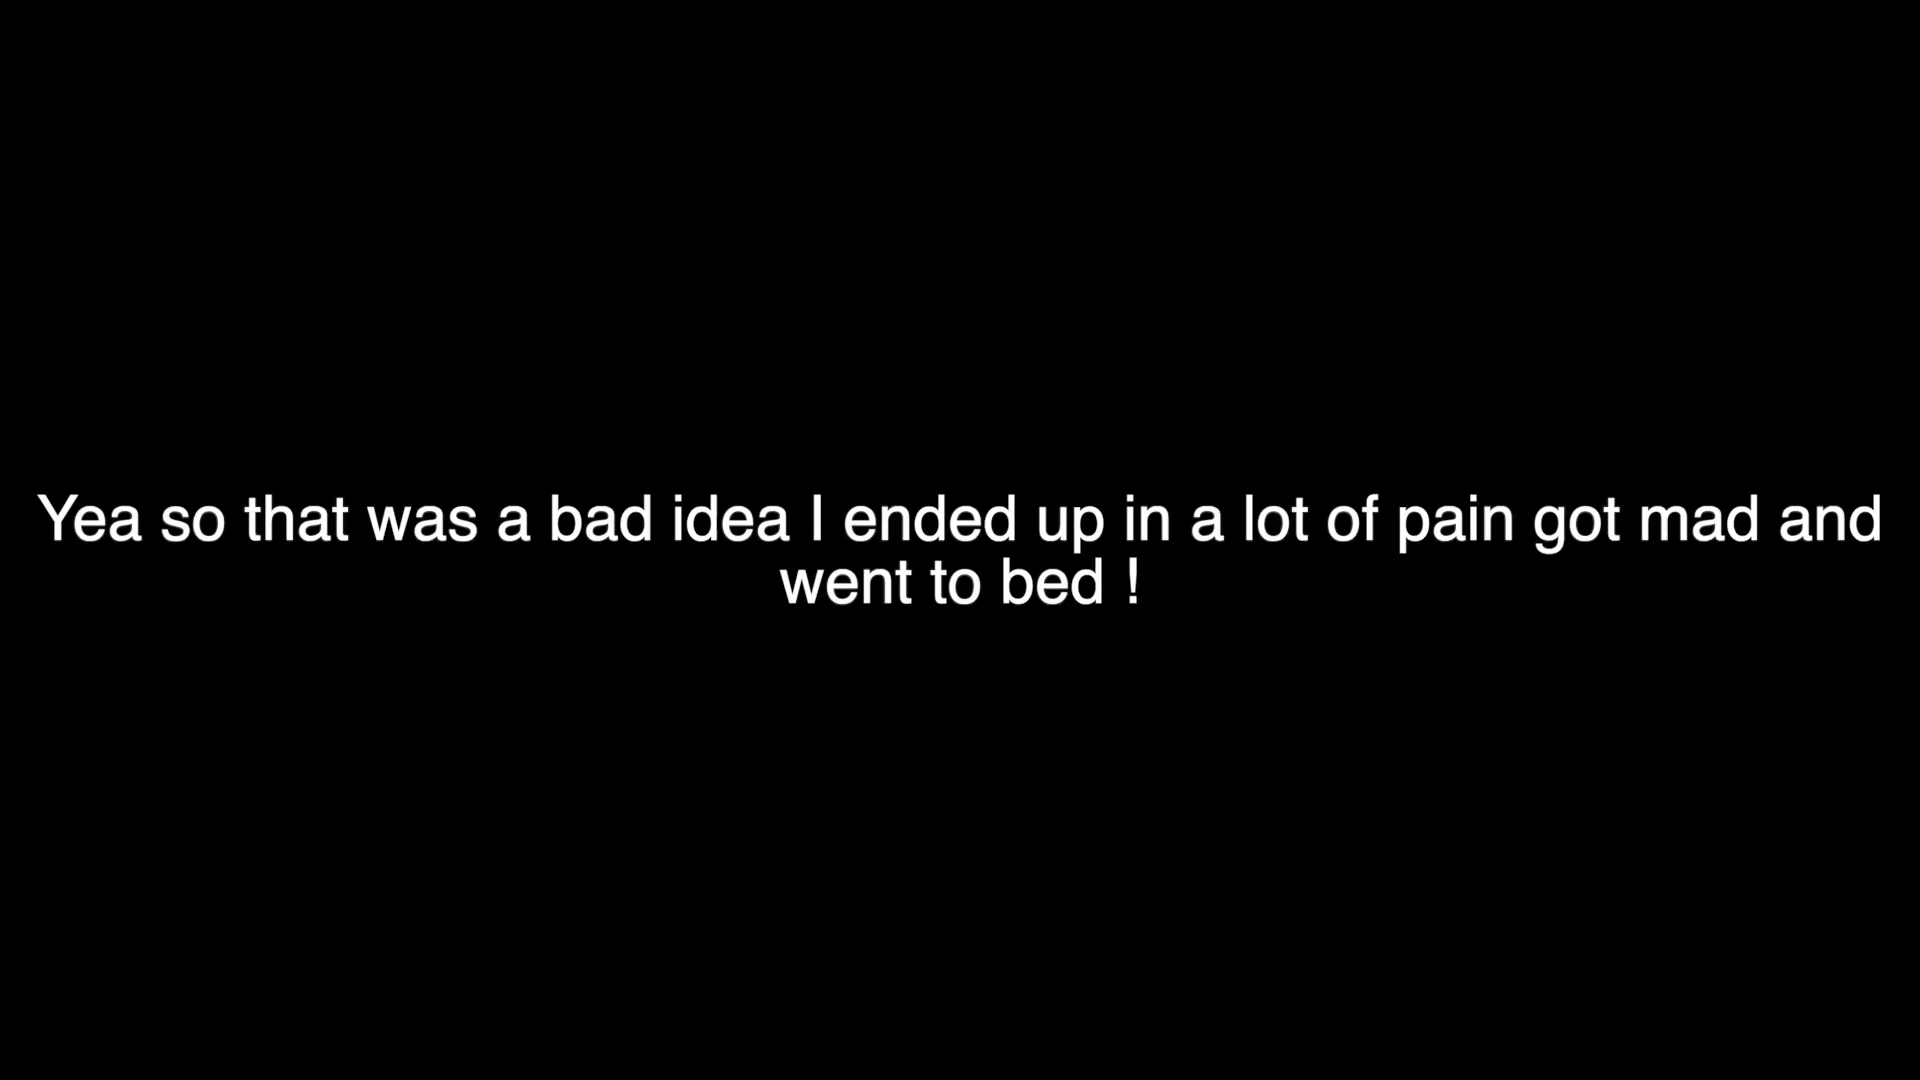 Yea so that was a bad idea I ended up in a lot of pain got mad and
went to bed !